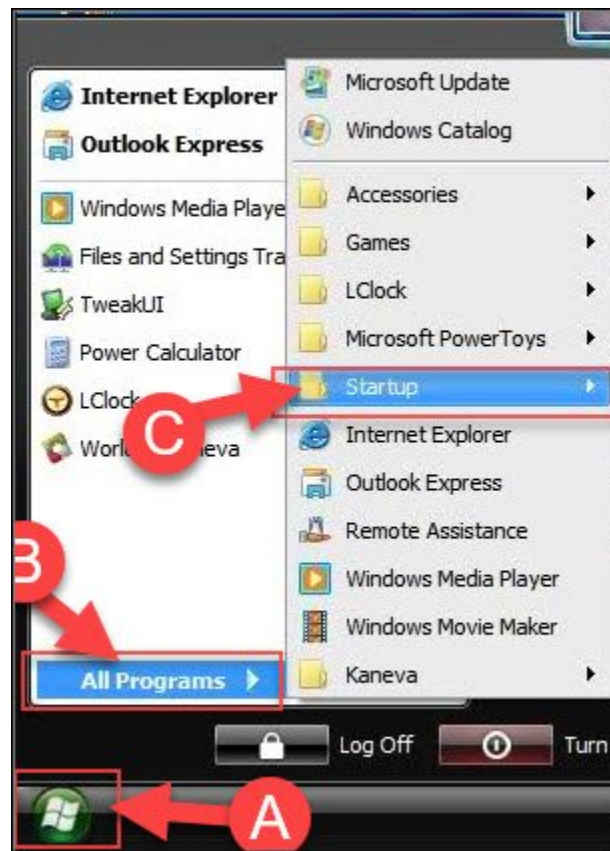 Internet Explorer
Outlook Express
Windows Media Playe
Files and Settings Tra
TweakUI
Power Calculator
LClock
Wor eva
All Programs
Microsoft Update
Windows Catalog
Accessories
Games
LClock
Microsoft PowerToys
Startup
Internet Explorer
Outlook Express
Remote Assistance
Windows Media Player
Windows Movie Maker
Kaneva
Log Off
Turn
A
B
C